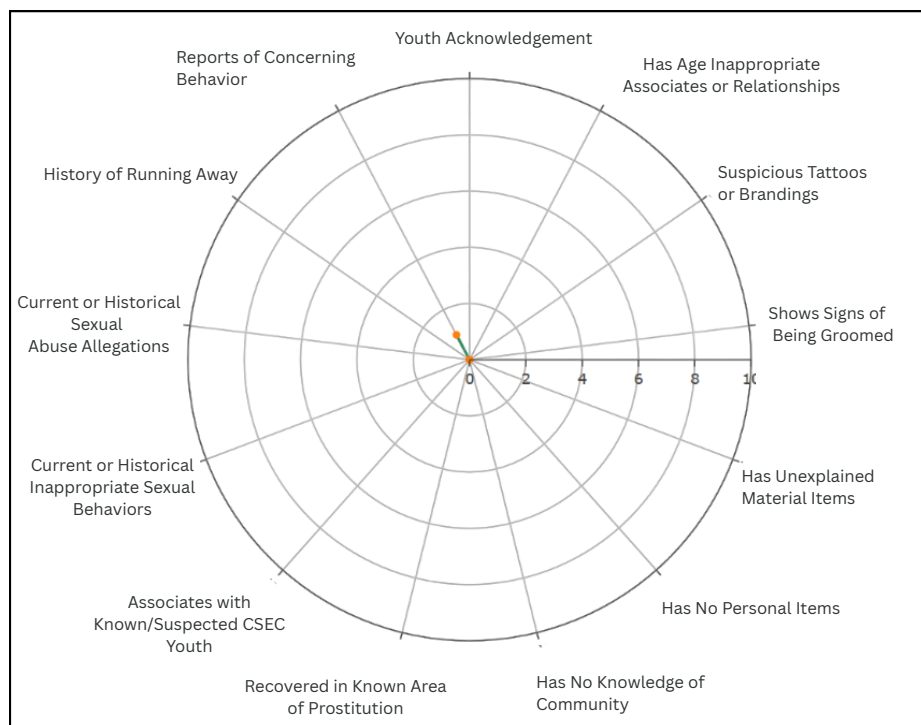 Youth Acknowledgement
Has Age Inappropriate
Associates or Relationships
Suspicious Tattoos
or Brandings
Shows Signs of
Being Groomed
Has Unexplained
Material Items
Has No Personal Items
Has No Knowledge of
Community
Recovered in Known Area
of Prostitution
Associates with
Known/Suspected CSEC
Youth
Current or Historical
Inappropriate Sexual
Behaviors
Current or Historical
Sexual
Abuse Allegations
History of Running Away
Reports of Concerning
Behavior
0 2 4 6 8 10